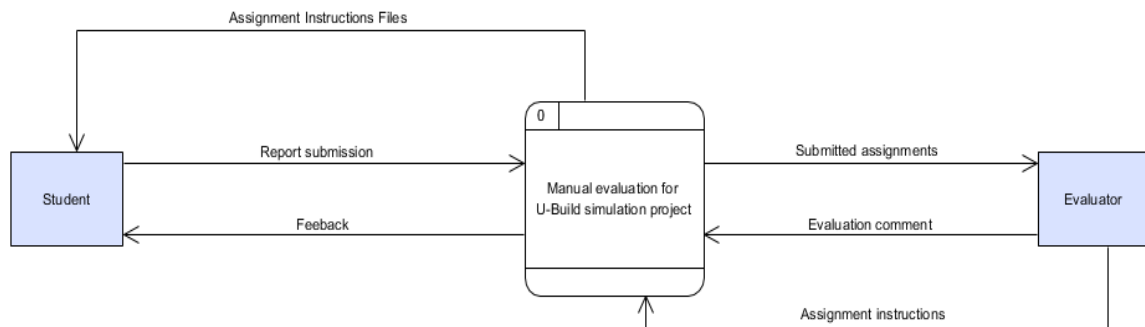 Assignment Instructions Files
0
Report submission
Submitted assignments
Student
Manual evaluation for
U-Build simulation project
Evaluator
Feeback
Evaluation comment
Assignment instructions